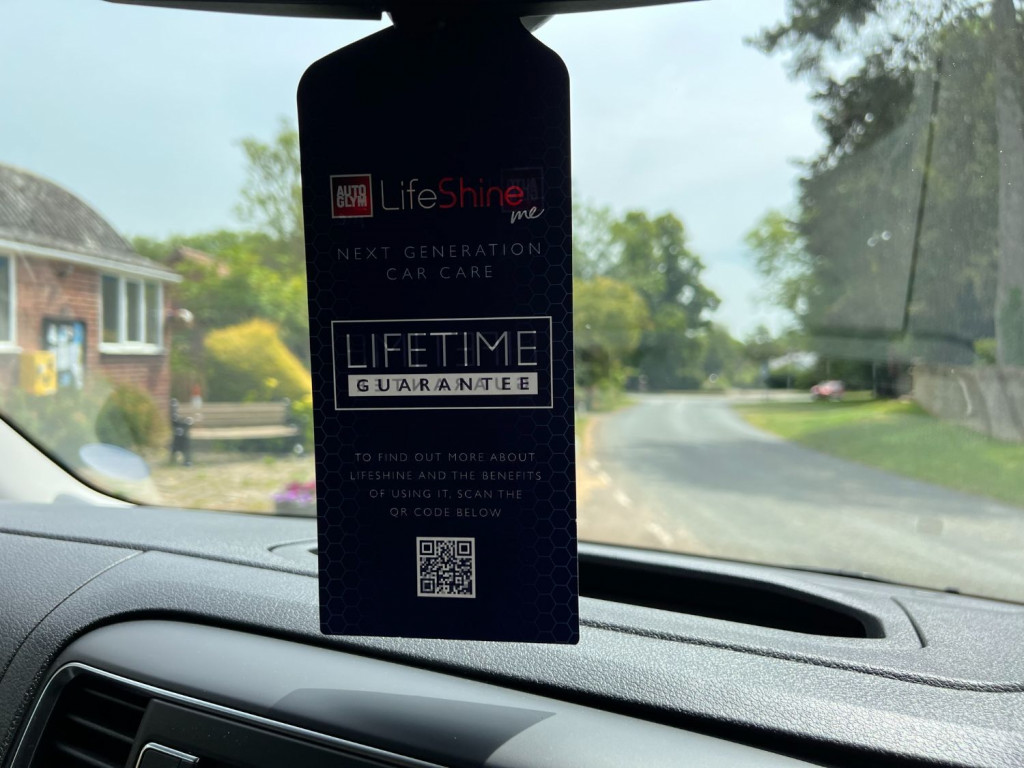 AUTO
GLYM
LifeShine
me
NEXT GENERATION
CAR CARE
LIFETIME
GUARANTEE
TO FIND OUT MORE ABOUT
LIFESHINE AND THE BENEFITS
OF USING IT, SCAN THE
QR CODE BELOW